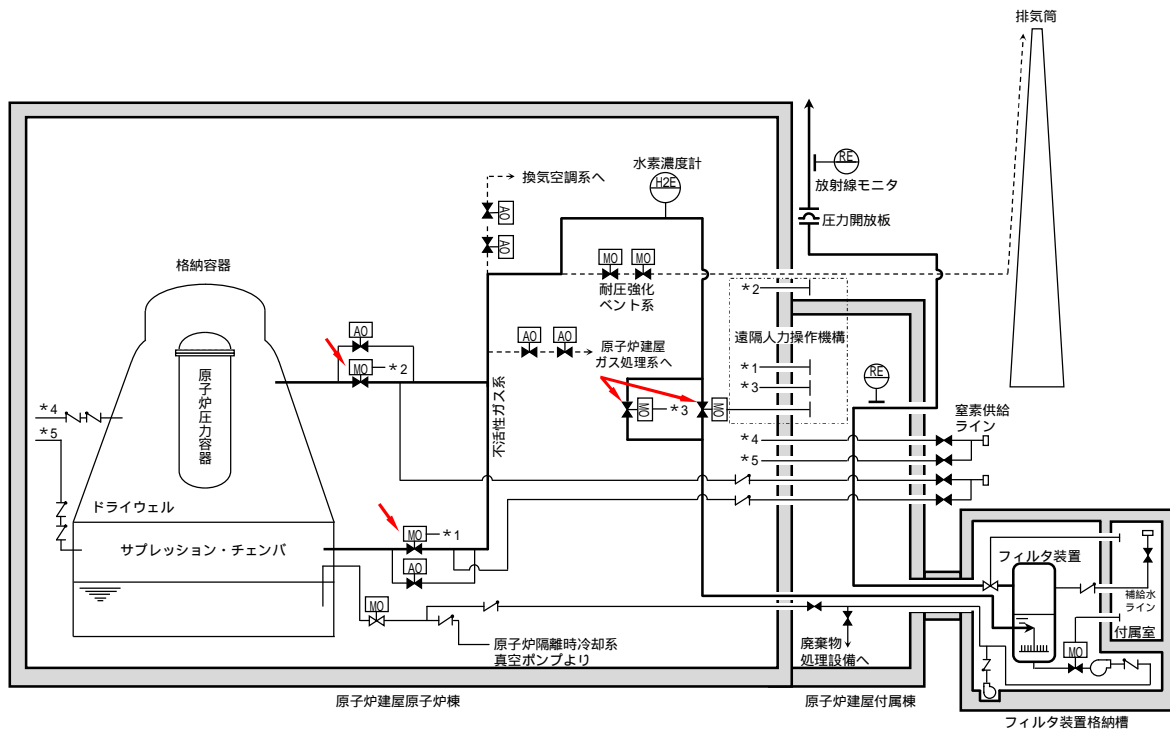 排気筒
水素濃度計
H2E
RE
放射線モニタ
換気空調系へ
AO
圧力開放板
AO
格納容器
MO
MO
耐圧強化
ベント系
*2
AO
AO
AO
遠隔人力操作機構
原子炉建屋
ガス処理系へ
MO
*2
*1
RE
原子炉圧力容器
不活性ガス系
*3
*4
MO
*3
MO
窒素供給
ライン
*5
*4
*5
ドライウェル
MO
*1
サプレッション・チェンバ
フィルタ装置
AO
補給水
ライン
MO
付属室
原子炉隔離時冷却系
真空ポンプより
廃棄物
処理設備へ
MO
原子炉建屋原子炉棟
原子炉建屋付属棟
フィルタ装置格納槽